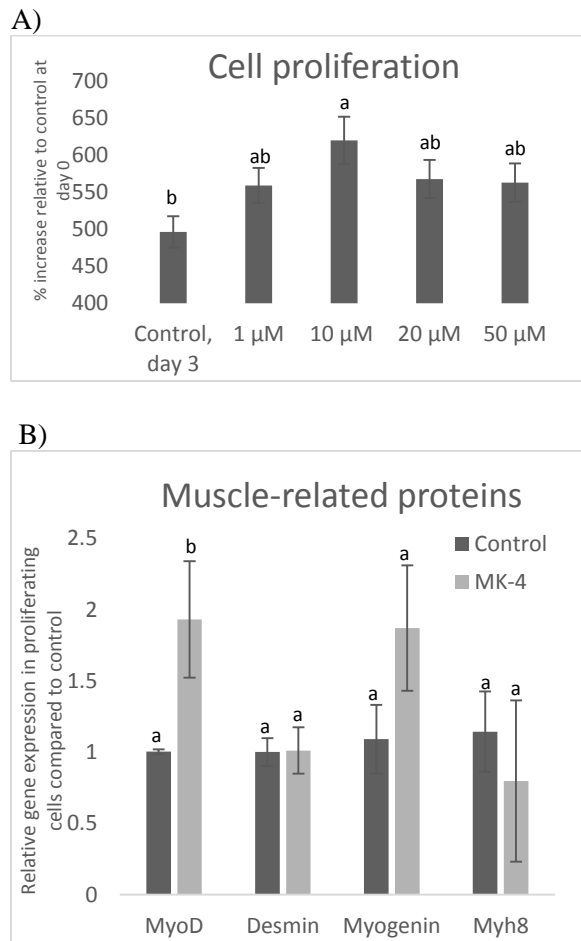 A)
Cell proliferation
% increase relative to control at
day 0
700
650
600
550
500
450
400
b
ab
a
ab
ab
Control,
day 3
1 μM
10 μM
20 μM
50 μM
B)
Muscle-related proteins
Relative gene expression in proliferating
cells compared to control
2.5
2
1.5
1
0.5
0
Control
MK-4
a
b
a
a
a
a
a
a
MyoD
Desmin
Myogenin
Myh8